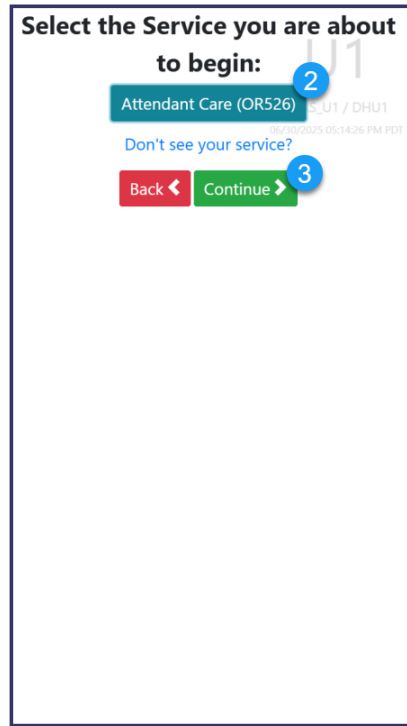 Select the Service you are about
to begin:
U1
2
Attendant Care (OR526)
S_U1 / DHU1
06/30/2025 05:14:26 PM PDT
Don't see your service?
Back
Continue
3